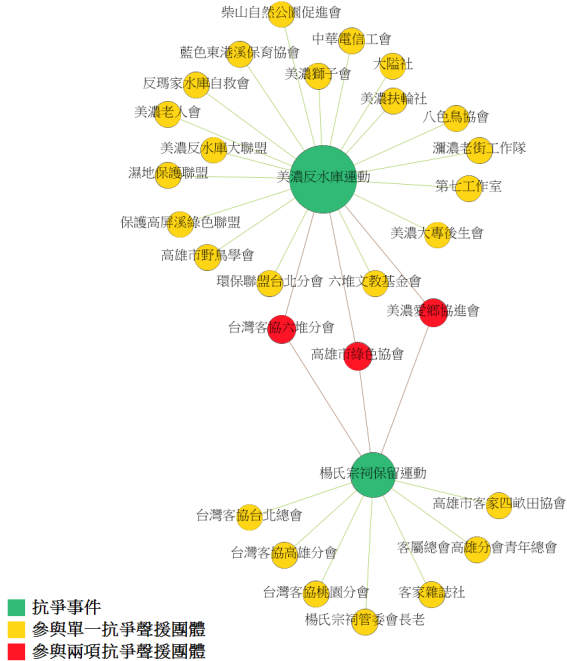 柴山自然公園促進會
中華電信工會
藍色東港溪保育協會
大隘社
美濃獅子會
反瑪家水庫自救會
美濃扶輪社
美濃老人會
八色鳥協會
美濃反水庫大聯盟
瀰濃老街工作隊
濕地保護聯盟
美濃反水庫運動
第七工作室
保護高屏溪綠色聯盟
美濃大專後生會
高雄市野鳥學會
環保聯盟台北分會
六堆文教基金會
美濃愛鄉協進會
台灣客協六堆分會
高雄市綠色協會
楊氏宗祠保留運動
高雄市客家四畝田協會
台灣客協台北總會
客屬總會高雄分會青年總會
台灣客協高雄分會
台灣客協桃園分會
客家雜誌社
楊氏宗祠管委會長老
抗爭事件
參與單一抗爭聲援團體
參與兩項抗爭聲援團體